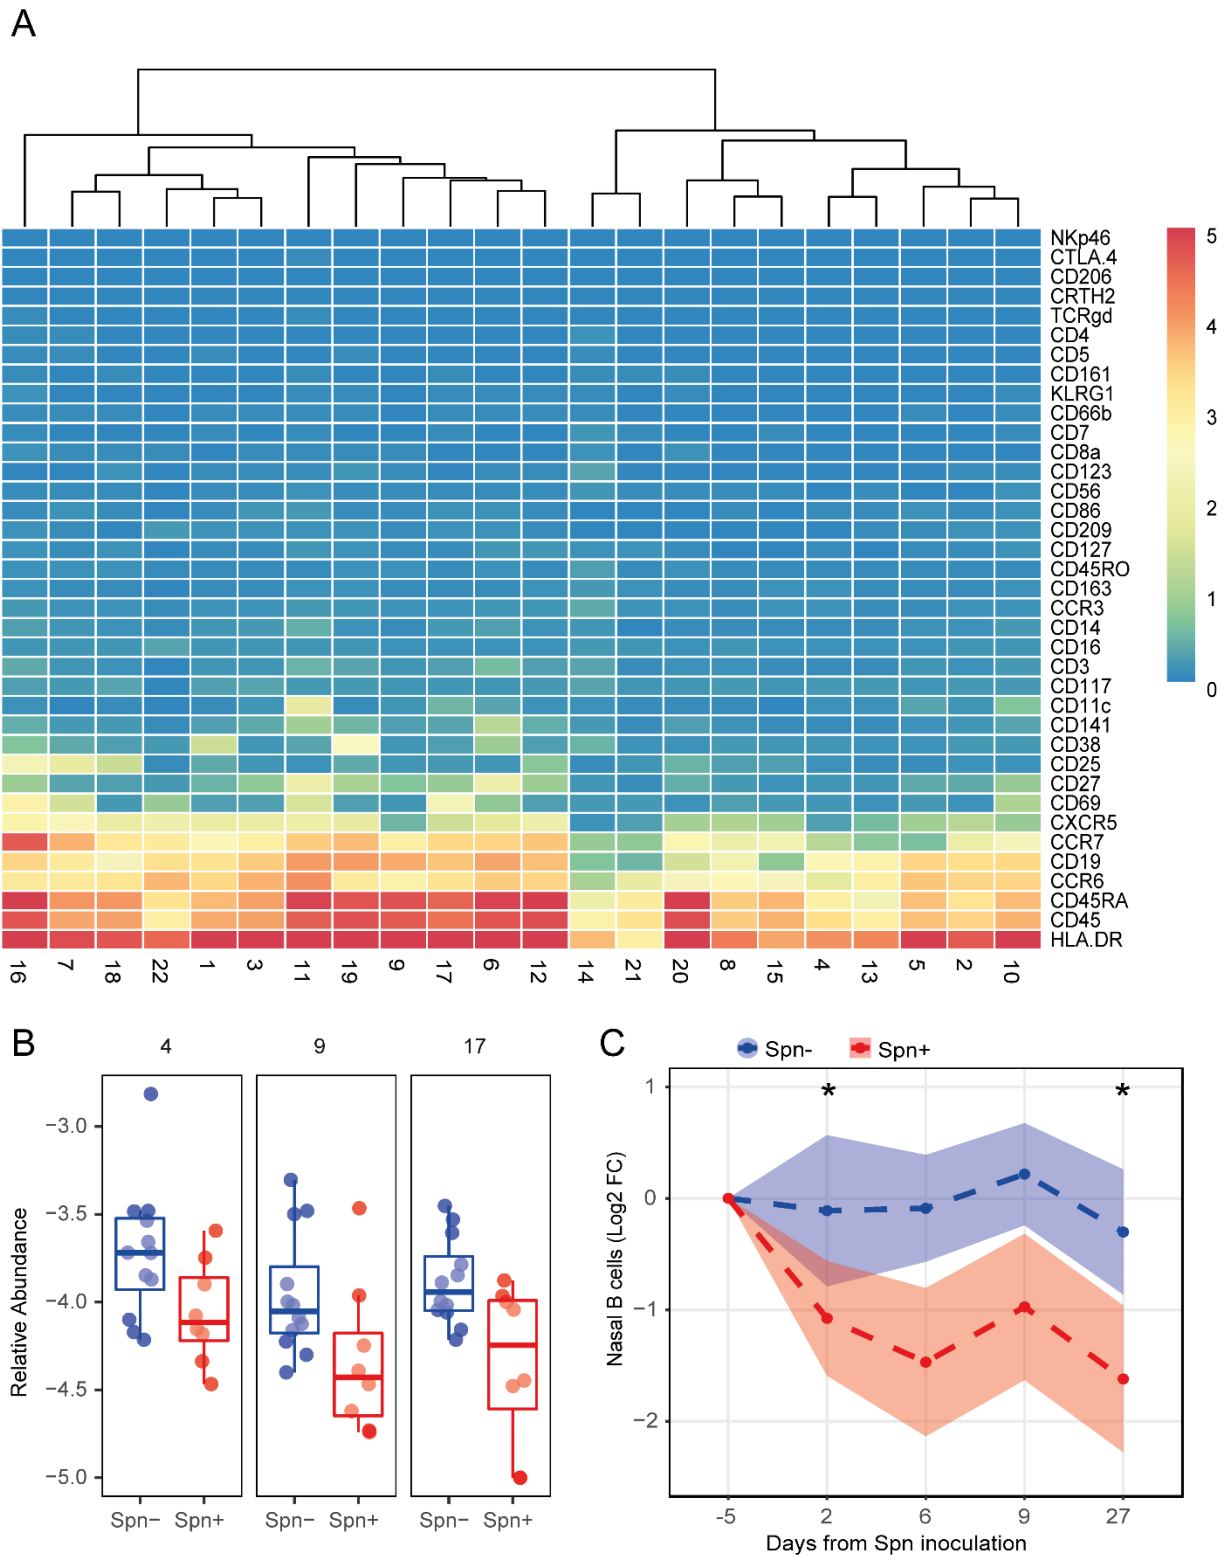 A
NKp46
CTLA.4
CD206
CRTH2
TCRgd
CD4
CD5
CD161
KLRG1
CD66b
CD7
CD8a
CD123
CD56
CD86
CD209
CD127
CD45RO
CD163
CCR3
CD14
CD16
CD3
CD117
CD11c
CD141
CD38
CD25
CD27
CD69
CXCR5
CCR7
CD19
CCR6
CD45RA
CD45
HLA.DR
5
4
3
2
1
0
16 7 18 22 1 3 11 19 9 17 6 12 14 21 20 8 15 4 13 5 2 10
B
4 9 17
Relative Abundance
−3.0
−3.5
−4.0
−4.5
−5.0
Spn− Spn+ Spn− Spn+ Spn− Spn+
C
Spn- Spn+
Nasal B cells (Log2 FC)
1
0
−1
−2
*
*
-5 2 6 9 27
Days from Spn inoculation